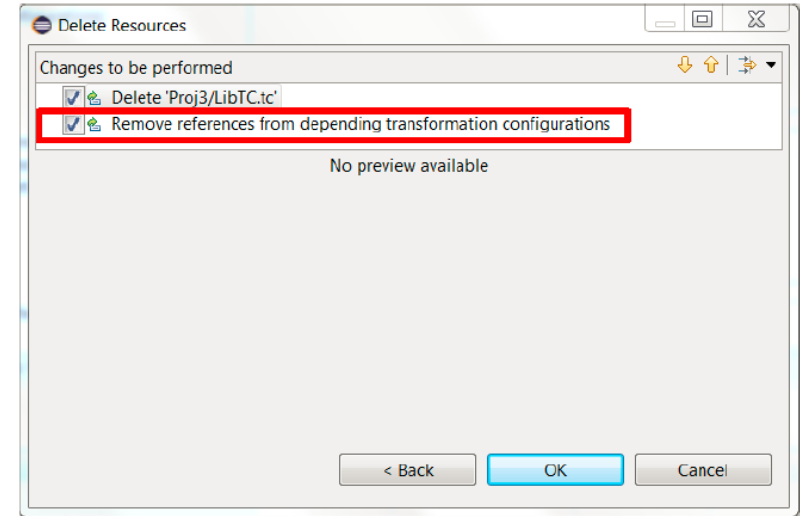 Delete Resources
Changes to be performed
Delete 'Proj3/LibTC.tc'
Remove references from depending transformation configurations
No preview available
< Back OK Cancel